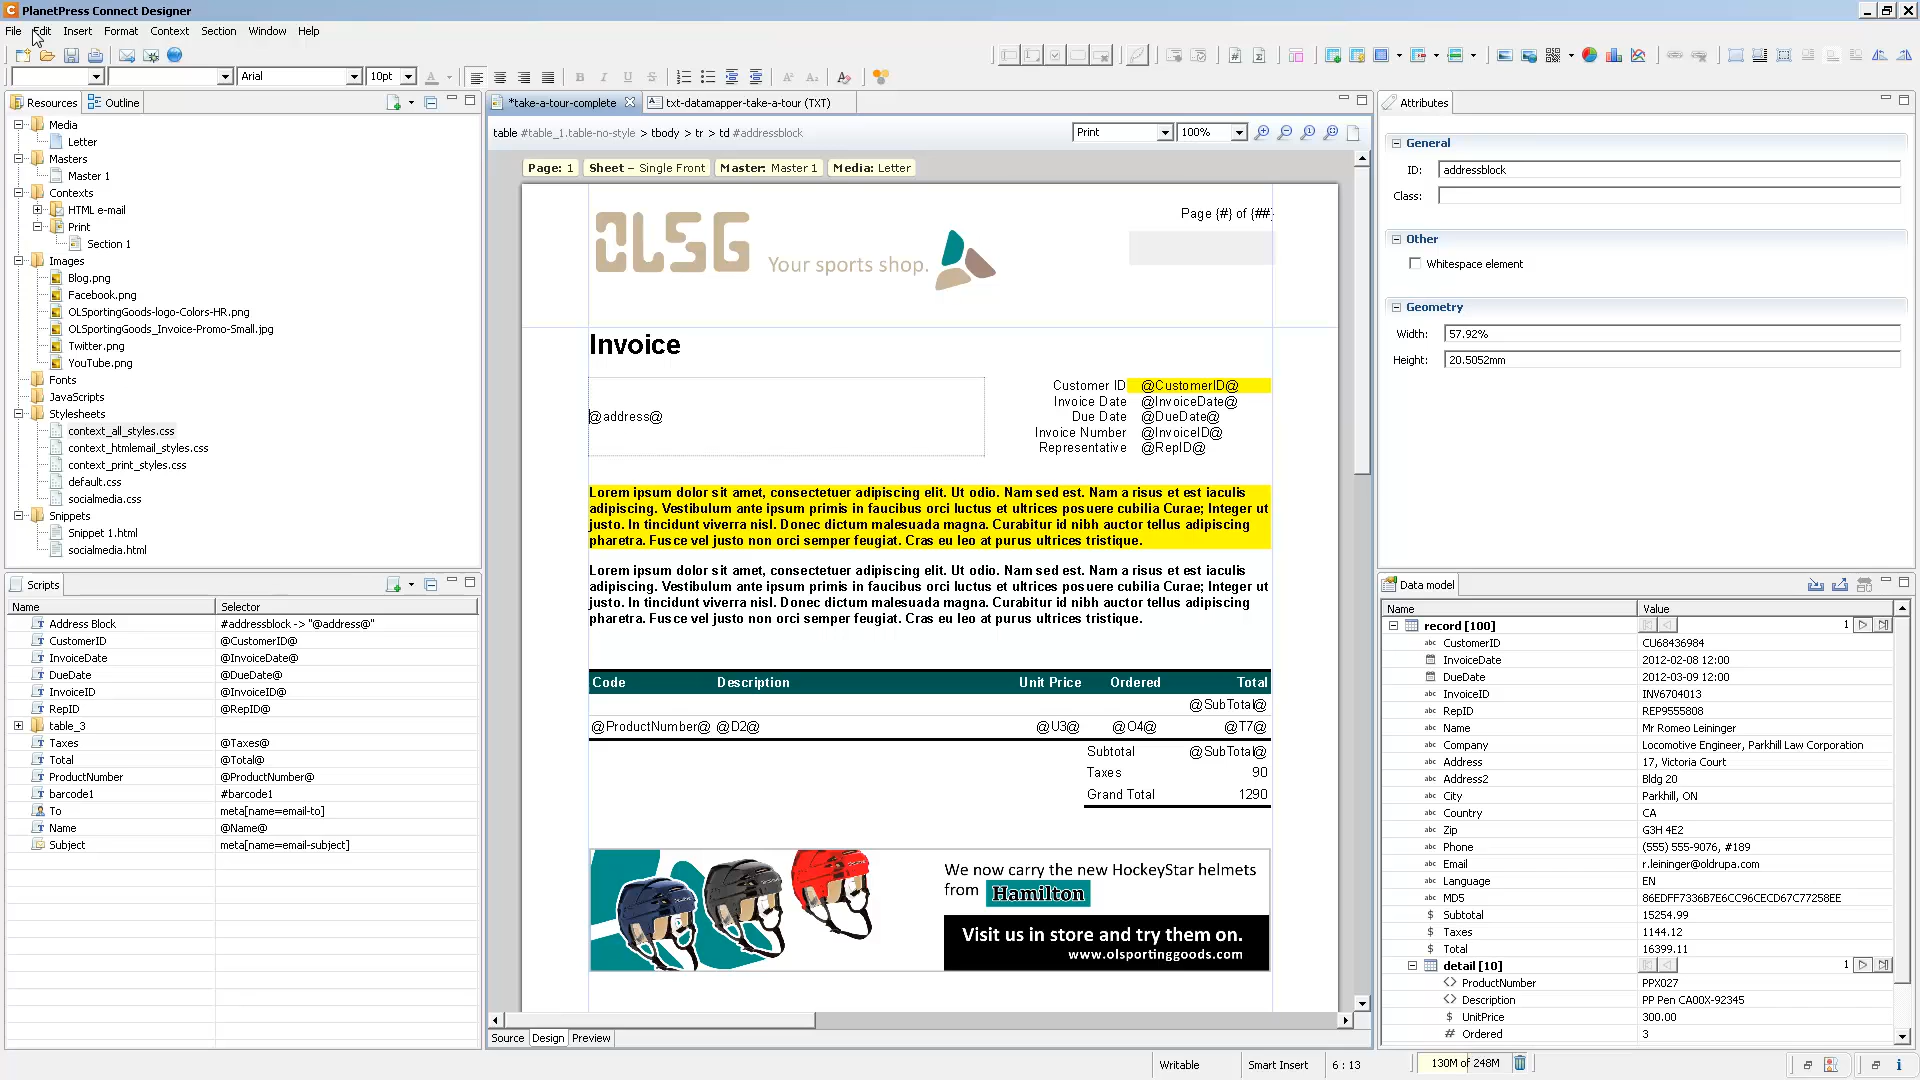 PlanetPress Connect Designer
File Edit Insert Format Context Section Window Help
Arial 10pt
Resources Outline
Media
Letter
Masters
Master 1
Contexts
HTML e-mail
Print
Section 1
Images
Blog.png
Facebook.png
OLSportingGoods-logo-Colors-HR.png
OLSportingGoods_Invoice-Promo-Small.jpg
Twitter.png
YouTube.png
Fonts
JavaScripts
Stylesheets
context_all_styles.css
context_htmlemail_styles.css
context_print_styles.css
default.css
socialmedia.css
Snippets
Snippet 1.html
socialmedia.html
Scripts
Name Selector
Address Block #addressblock -> "@address@"
CustomerID @CustomerID@
InvoiceDate @InvoiceDate@
DueDate @DueDate@
InvoiceID @InvoiceID@
RepID @RepID@
table_3
Taxes @Taxes@
Total @Total@
ProductNumber @ProductNumber@
barcode1 #barcode1
To meta[name=email-to]
Name @Name@
Subject meta[name=email-subject]
*take-a-tour-complete txt-datamapper-take-a-tour (TXT)
table #table_1.table-no-style > tbody > tr > td #addressblock
Print 100%
Page: 1 Sheet – Single Front Master: Master 1 Media: Letter
OLSG Your sports shop.
Page {#} of {##}
Invoice
@address@
Customer ID @CustomerID@
Invoice Date @InvoiceDate@
Due Date @DueDate@
Invoice Number @InvoiceID@
Representative @RepID@
Lorem ipsum dolor sit amet, consectetuer adipiscing elit. Ut odio. Nam sed est. Nam a risus et est iaculis
adipiscing. Vestibulum ante ipsum primis in faucibus orci luctus et ultrices posuere cubilia Curae; Integer ut
justo. In tincidunt viverra nisl. Donec dictum malesuada magna. Curabitur id nibh auctor tellus adipiscing
pharetra. Fusce vel justo non orci semper feugiat. Cras eu leo at purus ultrices tristique.
Lorem ipsum dolor sit amet, consectetuer adipiscing elit. Ut odio. Nam sed est. Nam a risus et est iaculis
adipiscing. Vestibulum ante ipsum primis in faucibus orci luctus et ultrices posuere cubilia Curae; Integer ut
justo. In tincidunt viverra nisl. Donec dictum malesuada magna. Curabitur id nibh auctor tellus adipiscing
pharetra. Fusce vel justo non orci semper feugiat. Cras eu leo at purus ultrices tristique.
Code Description Unit Price Ordered Total
@SubTotal@
@ProductNumber@ @D2@ @U3@ @O4@ @T7@
Subtotal @SubTotal@
Taxes 90
Grand Total 1290
We now carry the new HockeyStar helmets
from Hamilton
Visit us in store and try them on.
www.olsportinggoods.com
Source Design Preview
Attributes
General
ID: addressblock
Class:
Other
Whitespace element
Geometry
Width: 57.92%
Height: 20.5052mm
Data model
Name Value
record [100] 1
CustomerID CU68436984
InvoiceDate 2012-02-08 12:00
DueDate 2012-03-09 12:00
InvoiceID INV6704013
RepID REP9555808
Name Mr Romeo Leininger
Company Locomotive Engineer, Parkhill Law Corporation
Address 17, Victoria Court
Address2 Bldg 20
City Parkhill, ON
Country CA
Zip G3H 4E2
Phone (555) 555-9076, #189
Email r.leininger@oldrupa.com
Language EN
MD5 86EDFF7336B7E6CC96CECD67C77258EE
Subtotal 15254.99
Taxes 1144.12
Total 16399.11
detail [10] 1
ProductNumber PPX027
Description PP Pen CA00X-92345
UnitPrice 300.00
Ordered 3
Writable Smart Insert 6 : 13 130M of 248M